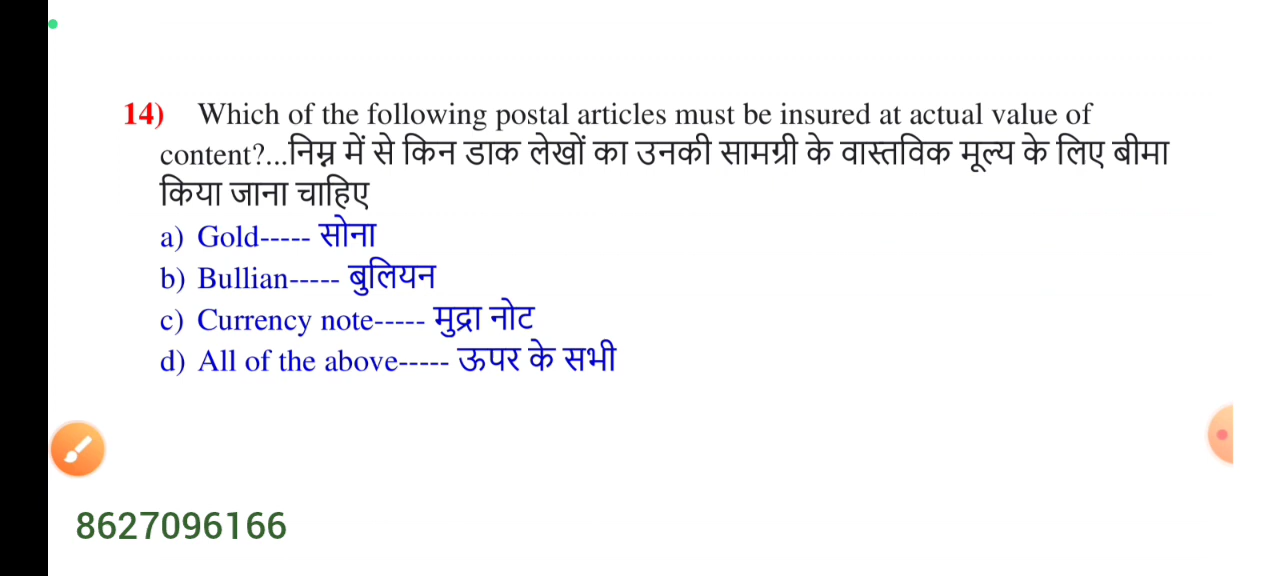 14) Which of the following postal articles must be insured at actual value of
content?...निम्न में से किन डाक लेखों का उनकी सामग्री के वास्तविक मूल्य के लिए बीमा
किया जाना चाहिए
a) Gold----- सोना
b) Bullian----- बुलियन
c) Currency note----- मुद्रा नोट
d) All of the above----- ऊपर के सभी
8627096166